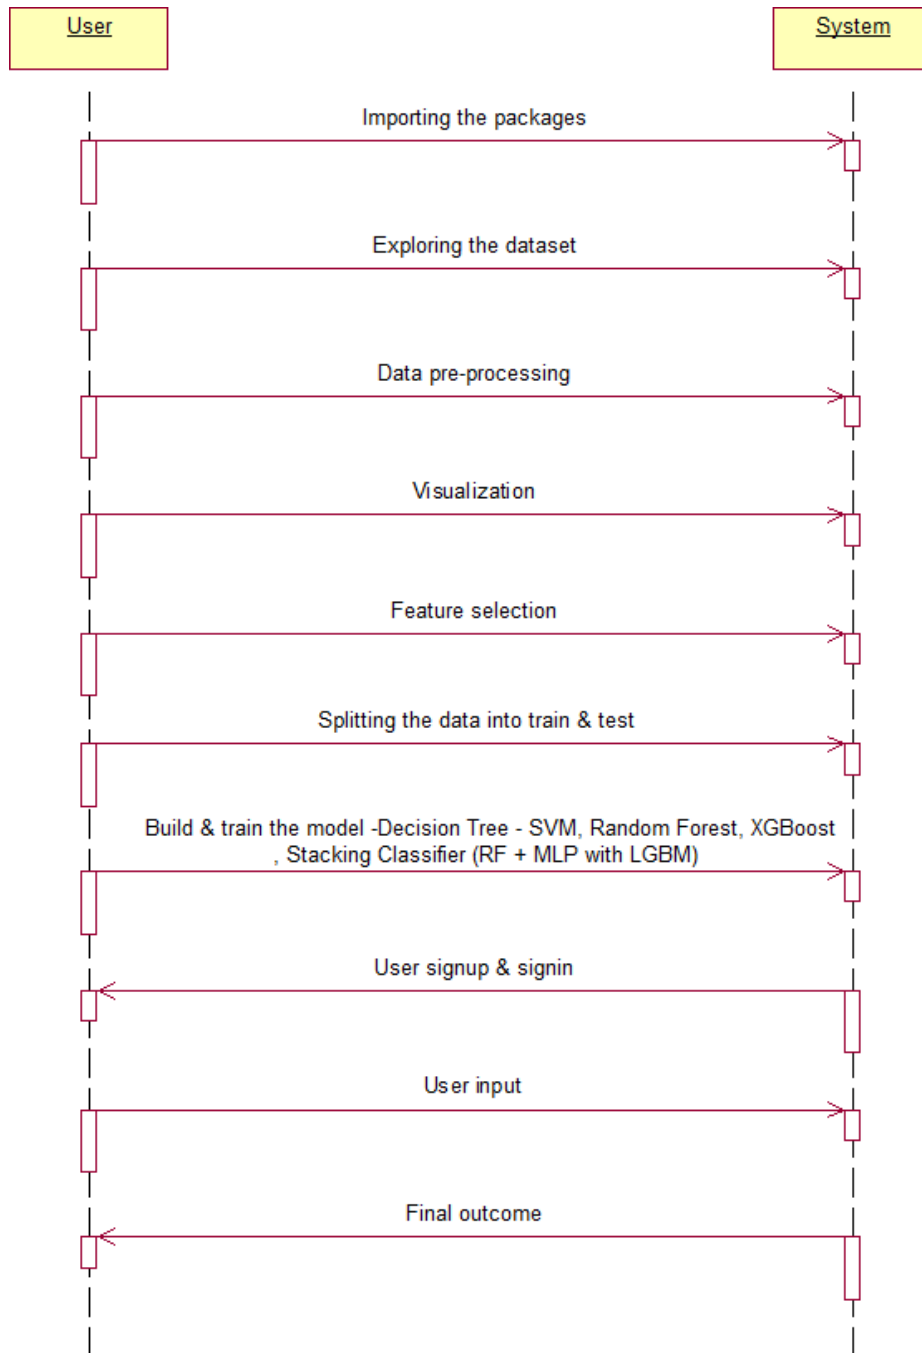 User
System
Importing the packages
Exploring the dataset
Data pre-processing
Visualization
Feature selection
Splitting the data into train & test
Build & train the model -Decision Tree - SVM, Random Forest, XGBoost
, Stacking Classifier (RF + MLP with LGBM)
User signup & signin
User input
Final outcome